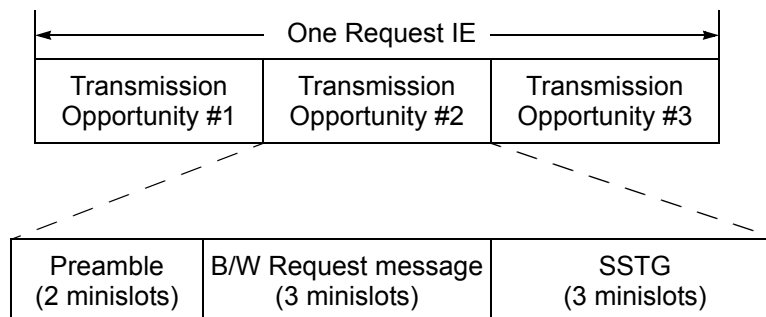 One Request IE
Transmission Transmission Transmission
Opportunity #1 Opportunity #2 Opportunity #3
Preamble B/W Request message SSTG
(2 minislots) (3 minislots) (3 minislots)